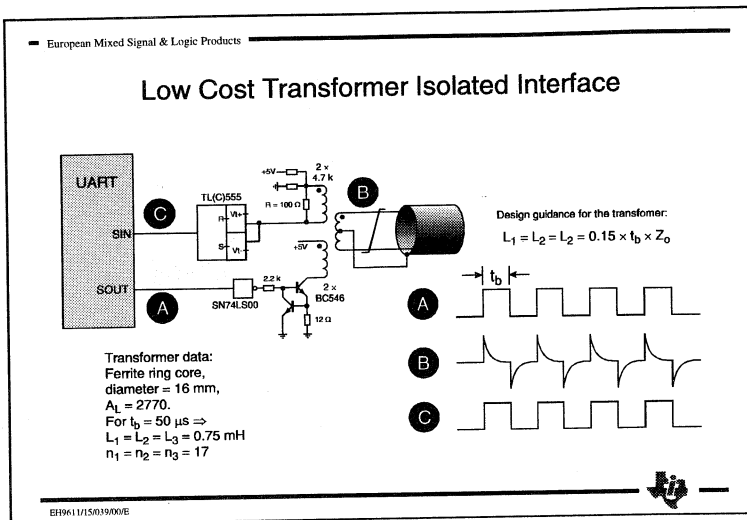 European Mixed Signal & Logic Products
Low Cost Transformer Isolated Interface
UART
SIN
SOUT
C
A
TL(C)555
R
S
Vt+
Vt-
+5V
2 x
4.7 k
R = 100 Ω
B
+5V
2.2 k
SN74LS00
2 x
BC546
12 Ω
Design guidance for the transfomer:
L1 = L2 = L2 = 0.15 × tb × Zo
tb
A
B
C
Transformer data:
Ferrite ring core,
diameter = 16 mm,
AL = 2770.
For tb = 50 μs ⇒
L1 = L2 = L3 = 0.75 mH
n1 = n2 = n3 = 17
EH9611/15/039/00/E
ti